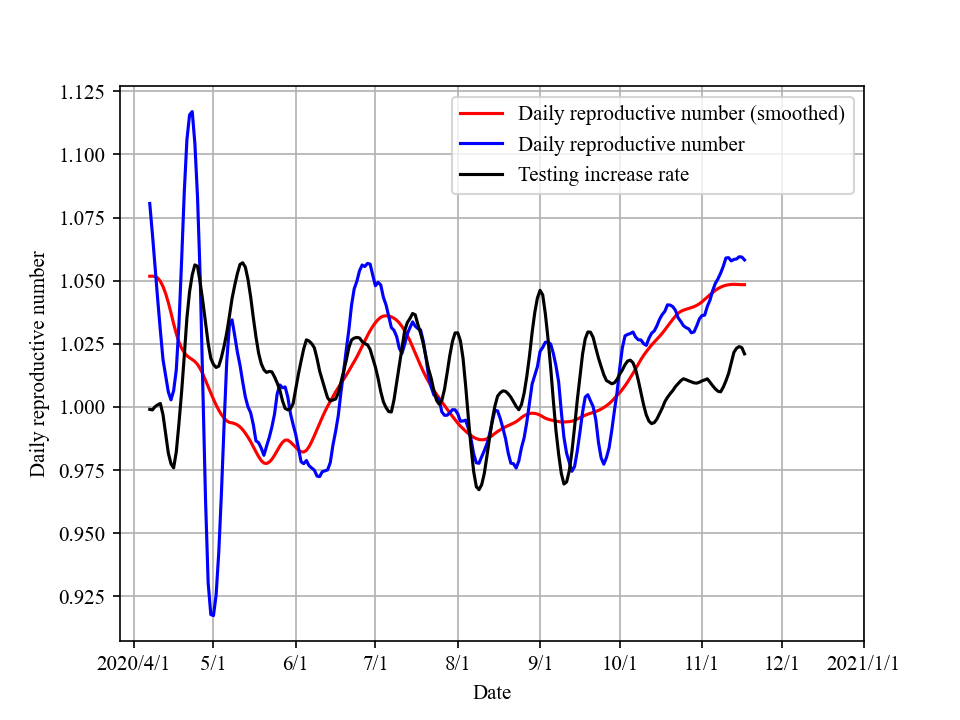 Daily reproductive number (smoothed)
Daily reproductive number
Testing increase rate
Daily reproductive number
1.125
1.100
1.075
1.050
1.025
1.000
0.975
0.950
0.925
2020/4/1 5/1 6/1 7/1 8/1 9/1 10/1 11/1 12/1 2021/1/1
Date